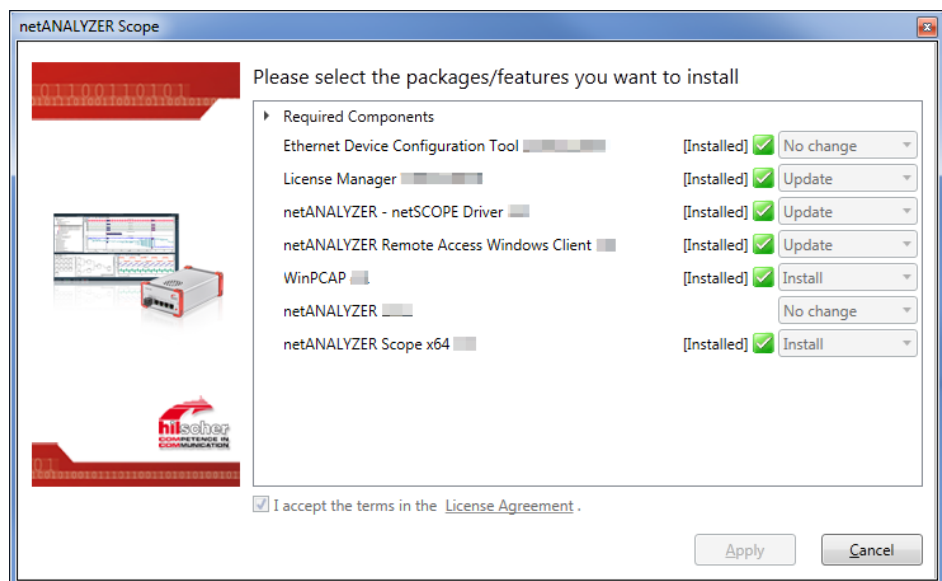 netANALYZER Scope
Please select the packages/features you want to install
Required Components
Ethernet Device Configuration Tool [Installed] No change
License Manager [Installed] Update
netANALYZER - netSCOPE Driver [Installed] Update
netANALYZER Remote Access Windows Client [Installed] Update
WinPCAP [Installed] Install
netANALYZER No change
netANALYZER Scope x64 [Installed] Install
hilscher
COMPETENCE IN
COMMUNICATION
I accept the terms in the License Agreement .
Apply Cancel